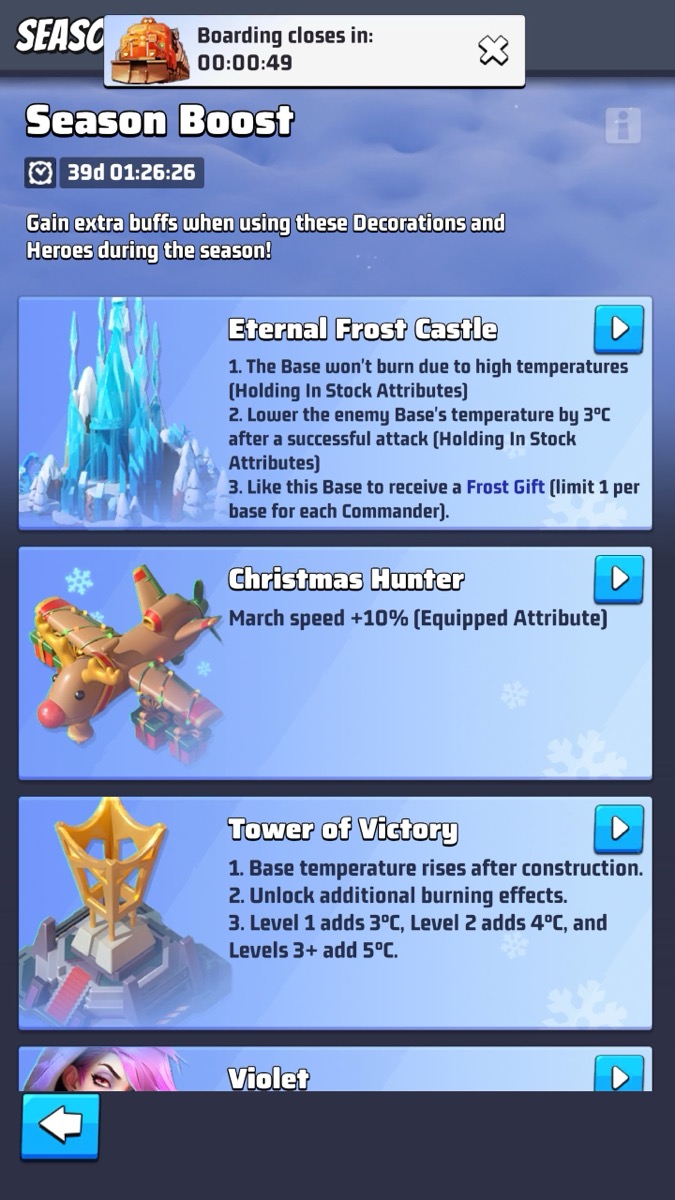 SEASO
Boarding closes in:
00:00:49
Season Boost
39d 01:26:26
Gain extra buffs when using these Decorations and
Heroes during the season!
Eternal Frost Castle
1. The Base won't burn due to high temperatures
(Holding In Stock Attributes)
2. Lower the enemy Base's temperature by 3°C
after a successful attack (Holding In Stock
Attributes)
3. Like this Base to receive a Frost Gift (limit 1 per
base for each Commander).
Christmas Hunter
March speed +10% (Equipped Attribute)
Tower of Victory
1. Base temperature rises after construction.
2. Unlock additional burning effects.
3. Level 1 adds 3°C, Level 2 adds 4°C, and
Levels 3+ add 5°C.
Violet